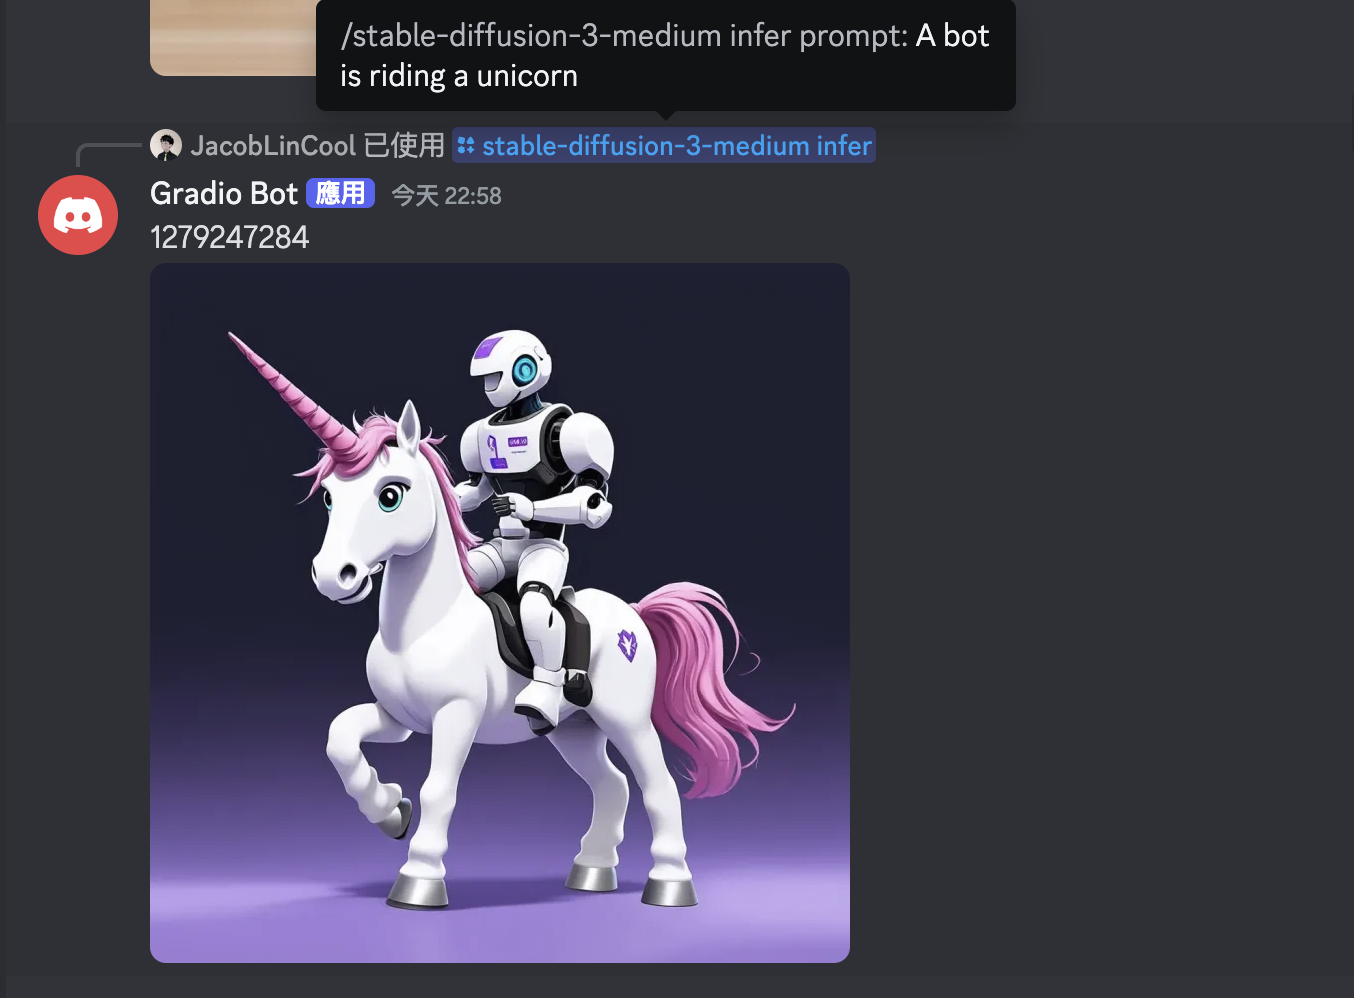 /stable-diffusion-3-medium infer prompt: A bot
is riding a unicorn
JacobLinCool 已使用 stable-diffusion-3-medium infer
Gradio Bot 應用 今天 22:58
1279247284